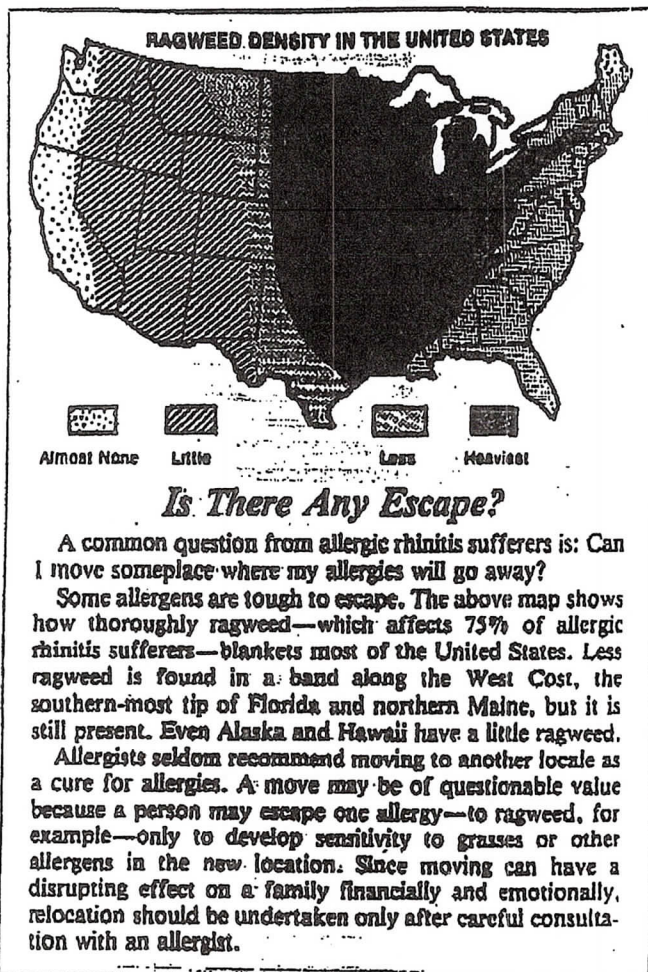 RAGWEED DENSITY IN THE UNITED STATES
Almost None Little Less Heaviest
Is There Any Escape?
A common question from allergic rhinitis sufferers is: Can
I move someplace where my allergies will go away?
Some allergens are tough to escape. The above map shows
how thoroughly ragweed—which affects 75% of allergic
rhinitis sufferers—blankets most of the United States. Less
ragweed is found in a band along the West Cost, the
southern-most tip of Florida and northern Maine, but it is
still present. Even Alaska and Hawaii have a little ragweed.
Allergists seldom recommend moving to another locale as
a cure for allergies. A move may be of questionable value
because a person may escape one allergy—to ragweed, for
example—only to develop sensitivity to grasses or other
allergens in the new location. Since moving can have a
disrupting effect on a family financially and emotionally,
relocation should be undertaken only after careful consulta-
tion with an allergist.